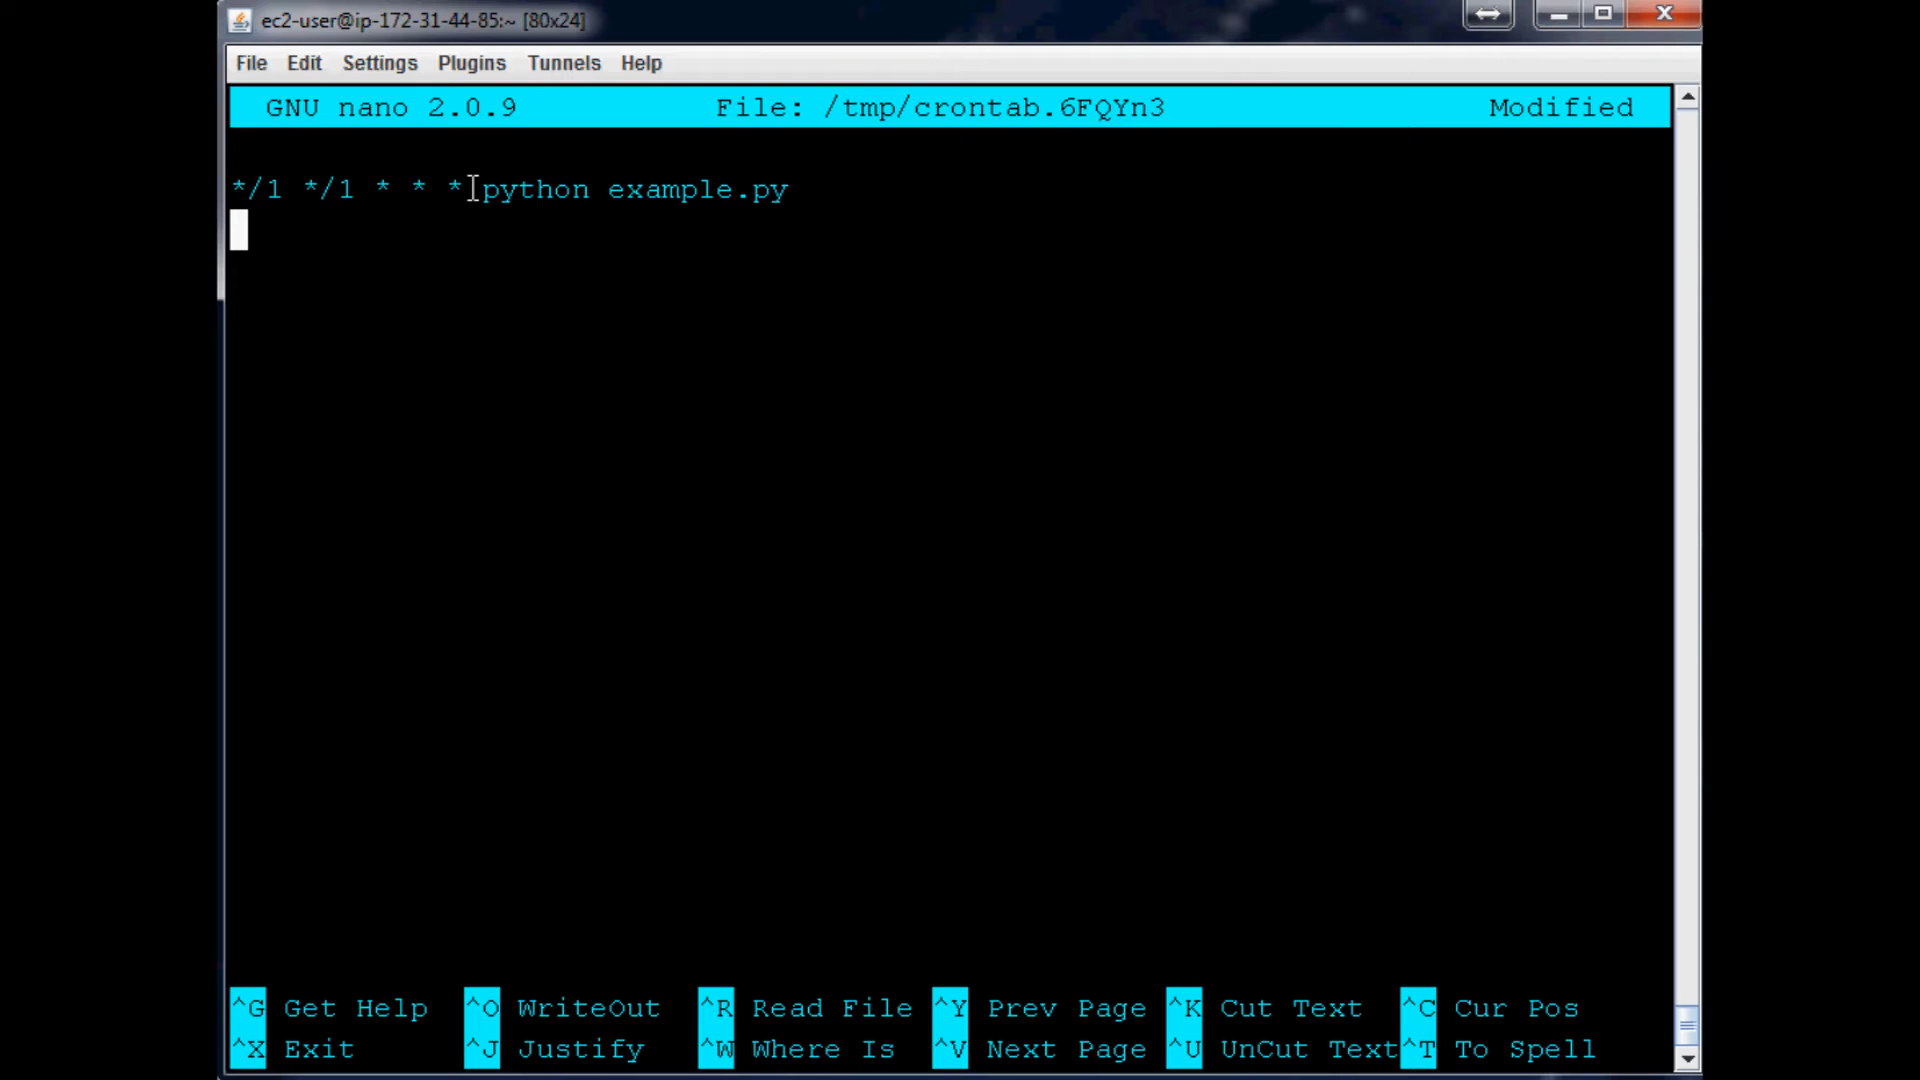 ec2-user@ip-172-31-44-85:~ [80x24]
File Edit Settings Plugins Tunnels Help
GNU nano 2.0.9 File: /tmp/crontab.6FQYn3 Modified
*/1 */1 * * * python example.py
^G Get Help ^O WriteOut ^R Read File ^Y Prev Page ^K Cut Text ^C Cur Pos
^X Exit ^J Justify ^W Where Is ^V Next Page ^U UnCut Text ^T To Spell